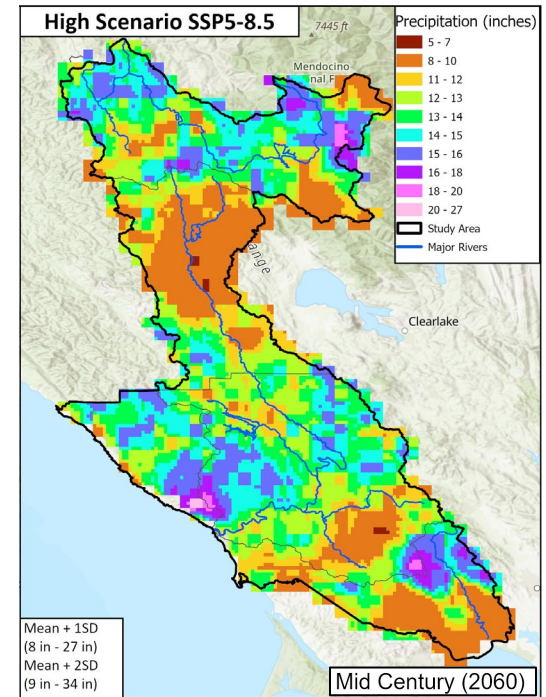 High Scenario SSP5-8.5
7445 ft
Mendocino
nal F
Precipitation (inches)
5 - 7
8 - 10
11 - 12
12 - 13
13 - 14
14 - 15
15 - 16
16 - 18
18 - 20
20 - 27
Study Area
Major Rivers
ange
Clearlake
Mean + 1SD
(8 in - 27 in)
Mean + 2SD
(9 in - 34 in)
Mid Century (2060)